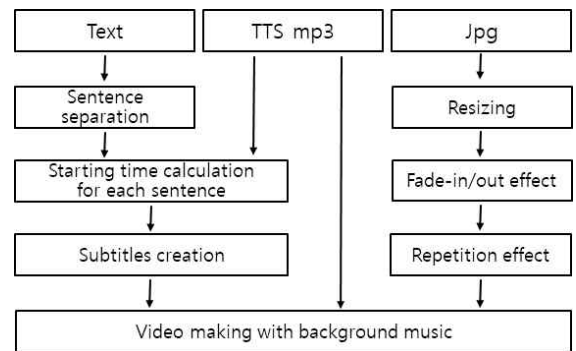 Text
TTS mp3
Jpg
Sentence
separation
Resizing
Starting time calculation
for each sentence
Fade-in/out effect
Subtitles creation
Repetition effect
Video making with background music